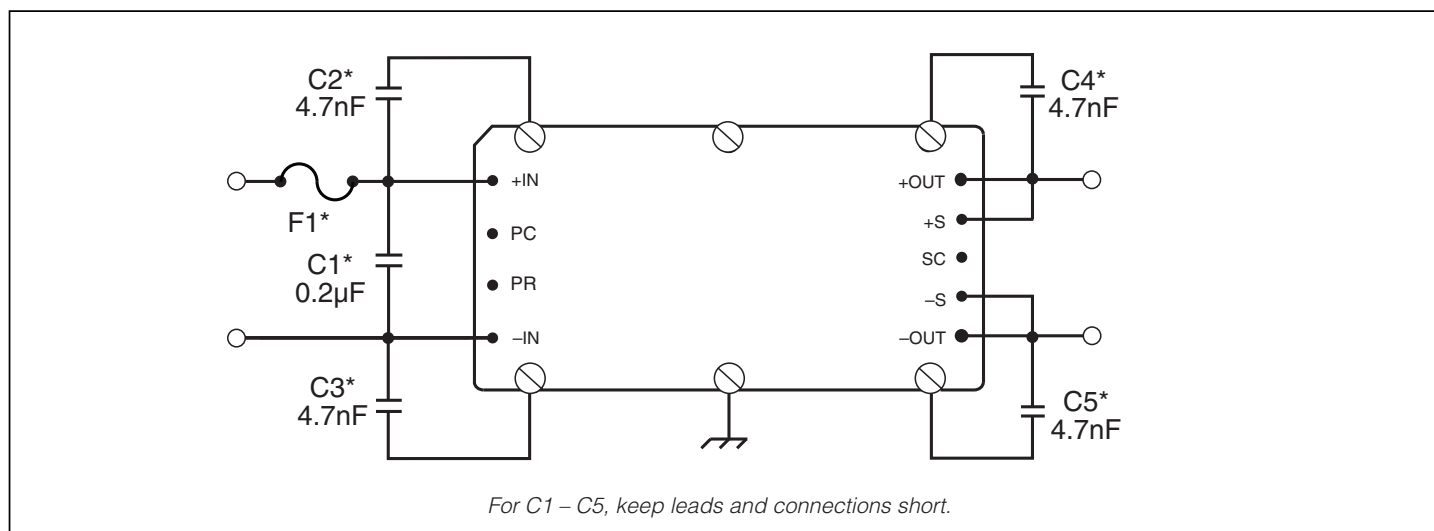 C2*
4.7nF
C4*
4.7nF
+IN
+OUT
F1*
+S
PC
SC
C1*
0.2µF
PR
–S
–IN
–OUT
C3*
4.7nF
C5*
4.7nF
For C1 – C5, keep leads and connections short.